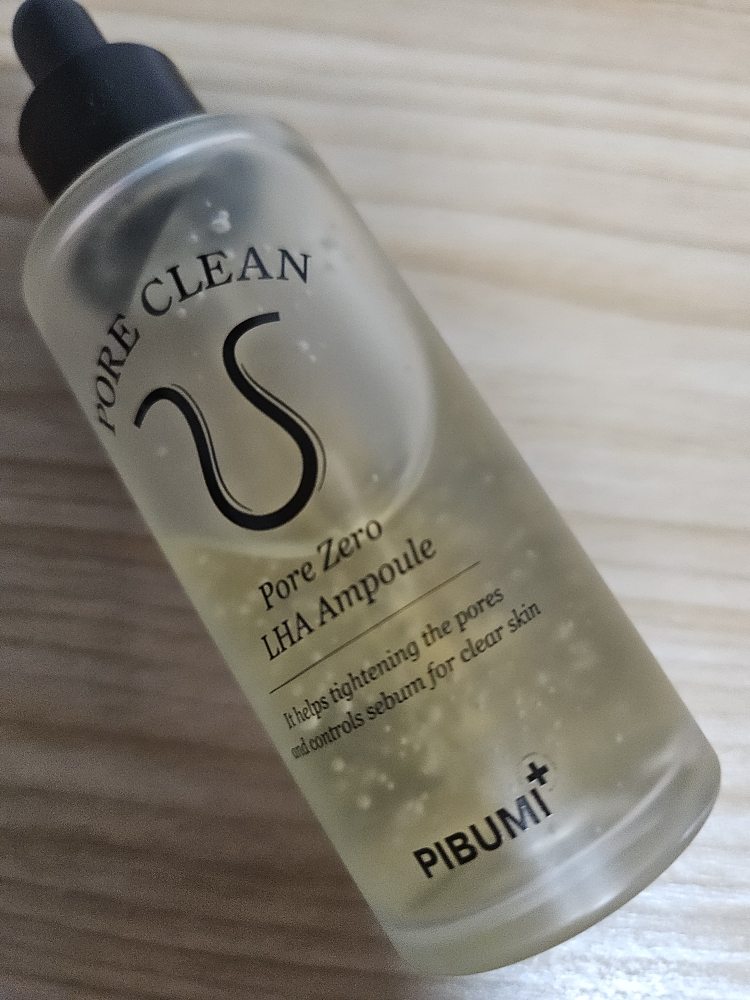 PORE CLEAN
Pore Zero
LHA Ampoule
It helps tightening the pores
and controls sebum for clear skin
PIBUMI+